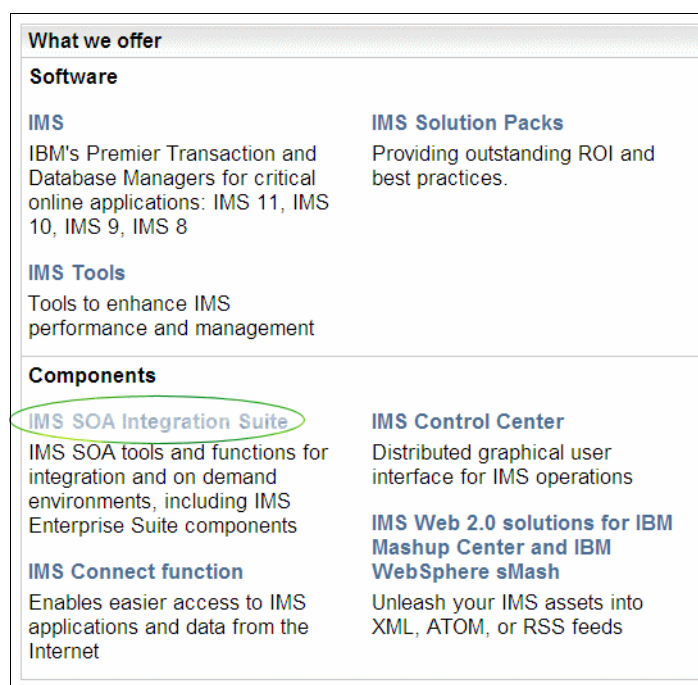 What we offer
Software
IMS
IBM's Premier Transaction and
Database Managers for critical
online applications: IMS 11, IMS
10, IMS 9, IMS 8
IMS Solution Packs
Providing outstanding ROI and
best practices.
IMS Tools
Tools to enhance IMS
performance and management
Components
IMS SOA Integration Suite
IMS SOA tools and functions for
integration and on demand
environments, including IMS
Enterprise Suite components
IMS Connect function
Enables easier access to IMS
applications and data from the
Internet
IMS Control Center
Distributed graphical user
interface for IMS operations
IMS Web 2.0 solutions for IBM
Mashup Center and IBM
WebSphere sMash
Unleash your IMS assets into
XML, ATOM, or RSS feeds